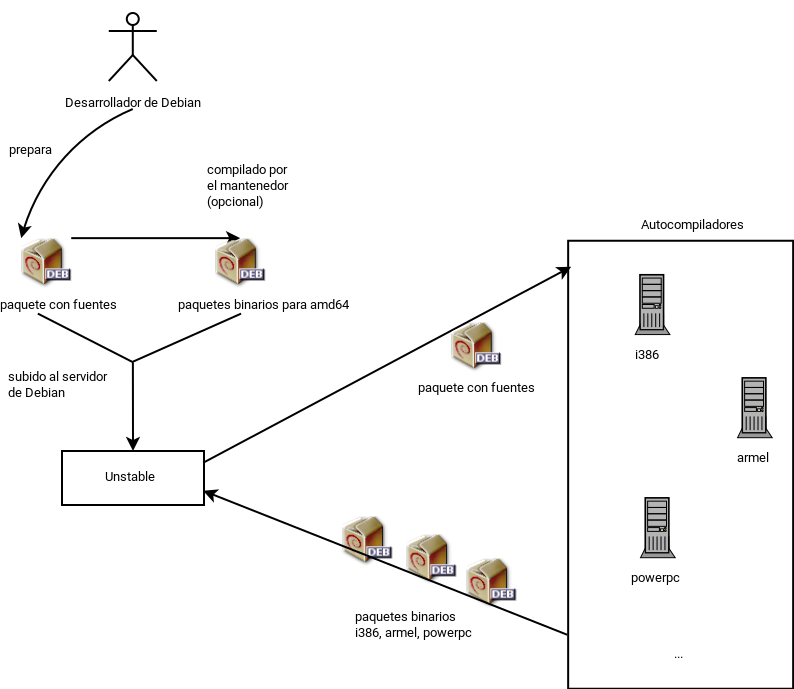 Desarrollador de Debian
prepara
compilado por
el mantenedor
(opcional)
DEB
DEB
paquete con fuentes
paquetes binarios para amd64
subido al servidor
de Debian
Unstable
Autocompiladores
i386
DEB
paquete con fuentes
armel
powerpc
DEB
DEB
DEB
paquetes binarios
i386, armel, powerpc
...